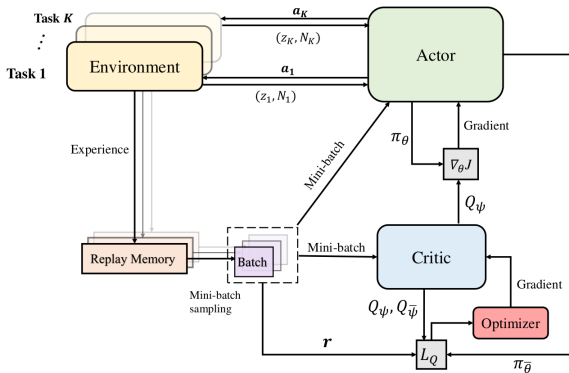 Task K
a_K
(z_K, N_K)
⋮
Task 1
Environment
a_1
(z_1, N_1)
Actor
Experience
Mini-batch
π_θ
Gradient
∇_θ J
Q_ψ
Replay Memory
Batch
Mini-batch
Critic
Mini-batch
sampling
Gradient
Q_ψ, Q_ψ̅
Optimizer
r
L_Q
π_θ̅